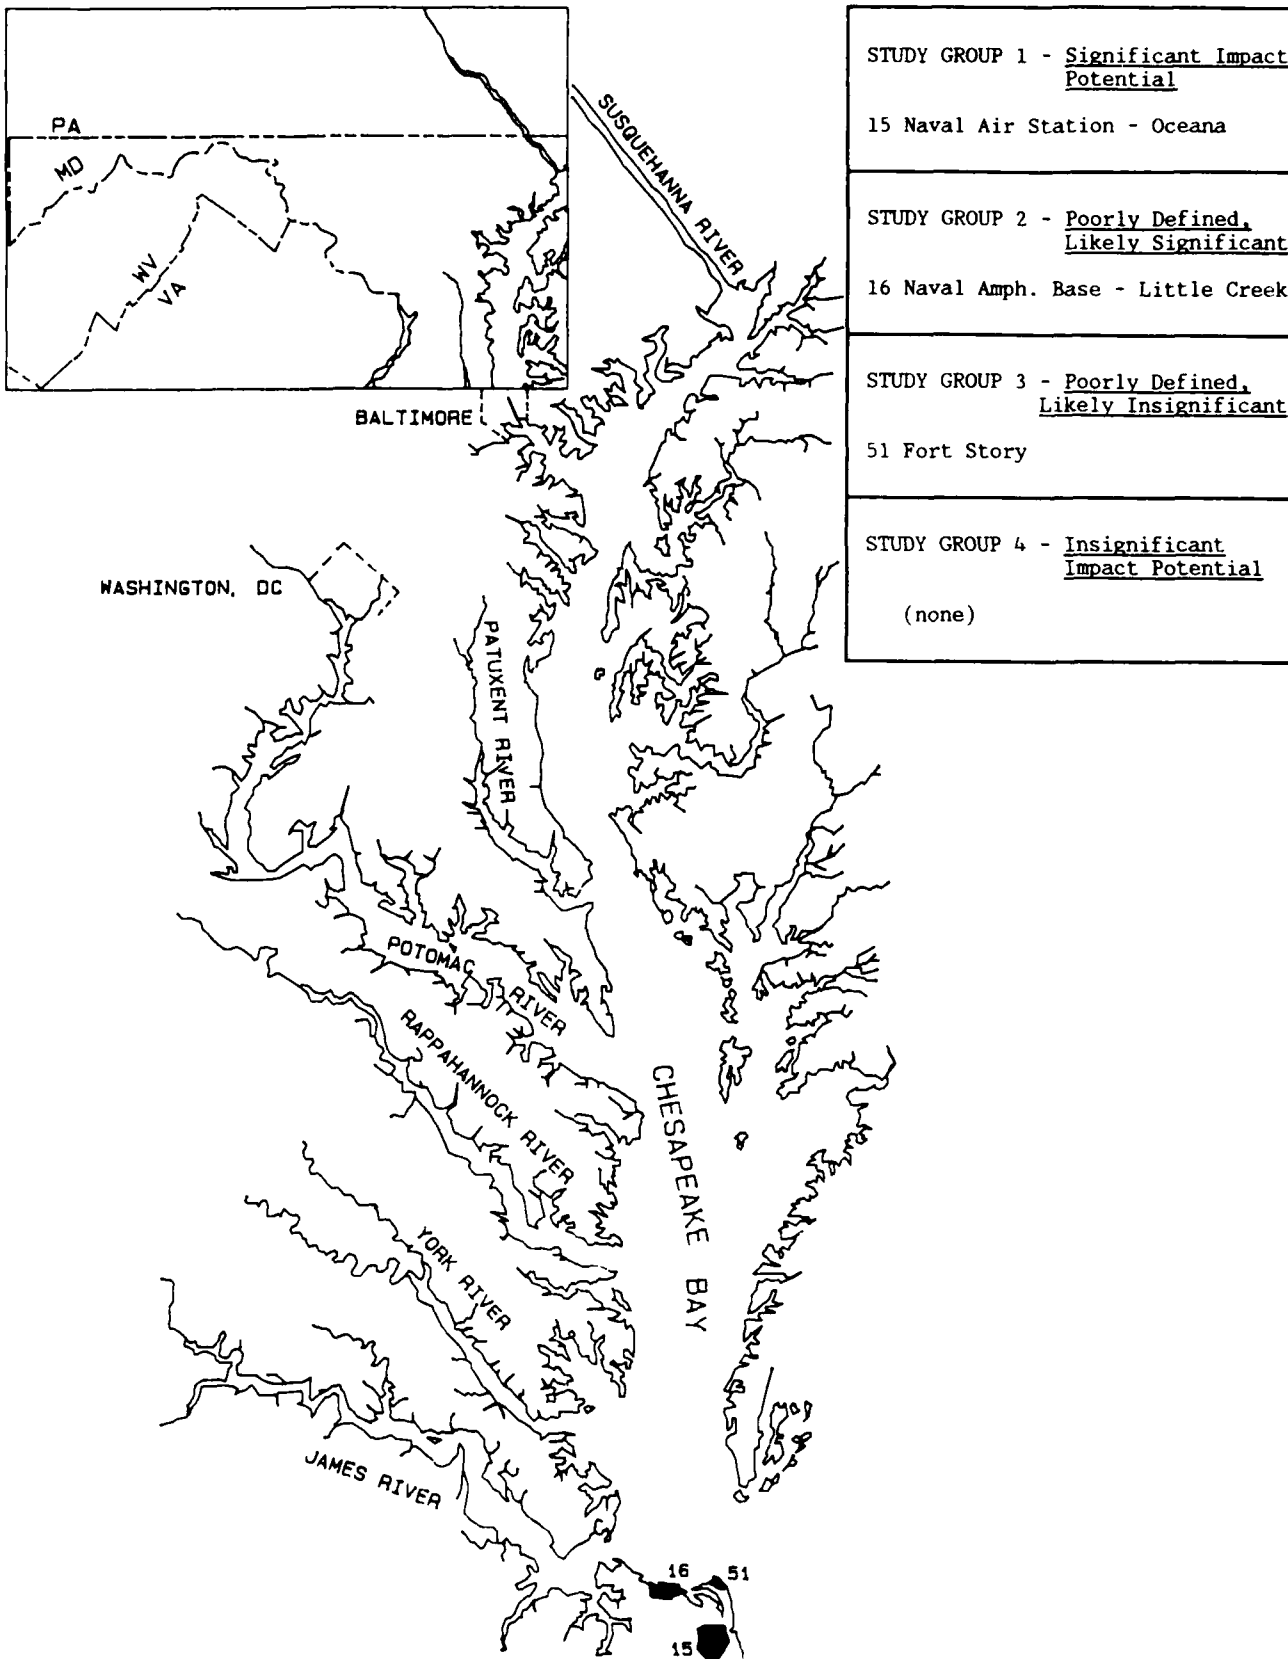 PA
MD
WV
VA
SUSQUEHANNA RIVER
BALTIMORE
WASHINGTON, DC
PATUXENT RIVER
POTOMAC
RIVER
RAPPAHANNOCK RIVER
CHESAPEAKE BAY
YORK RIVER
JAMES RIVER
16
51
15
STUDY GROUP 1 - Significant Impact
Potential
15 Naval Air Station - Oceana
STUDY GROUP 2 - Poorly Defined,
Likely Significant
16 Naval Amph. Base - Little Creek
STUDY GROUP 3 - Poorly Defined,
Likely Insignificant
51 Fort Story
STUDY GROUP 4 - Insignificant
Impact Potential
(none)